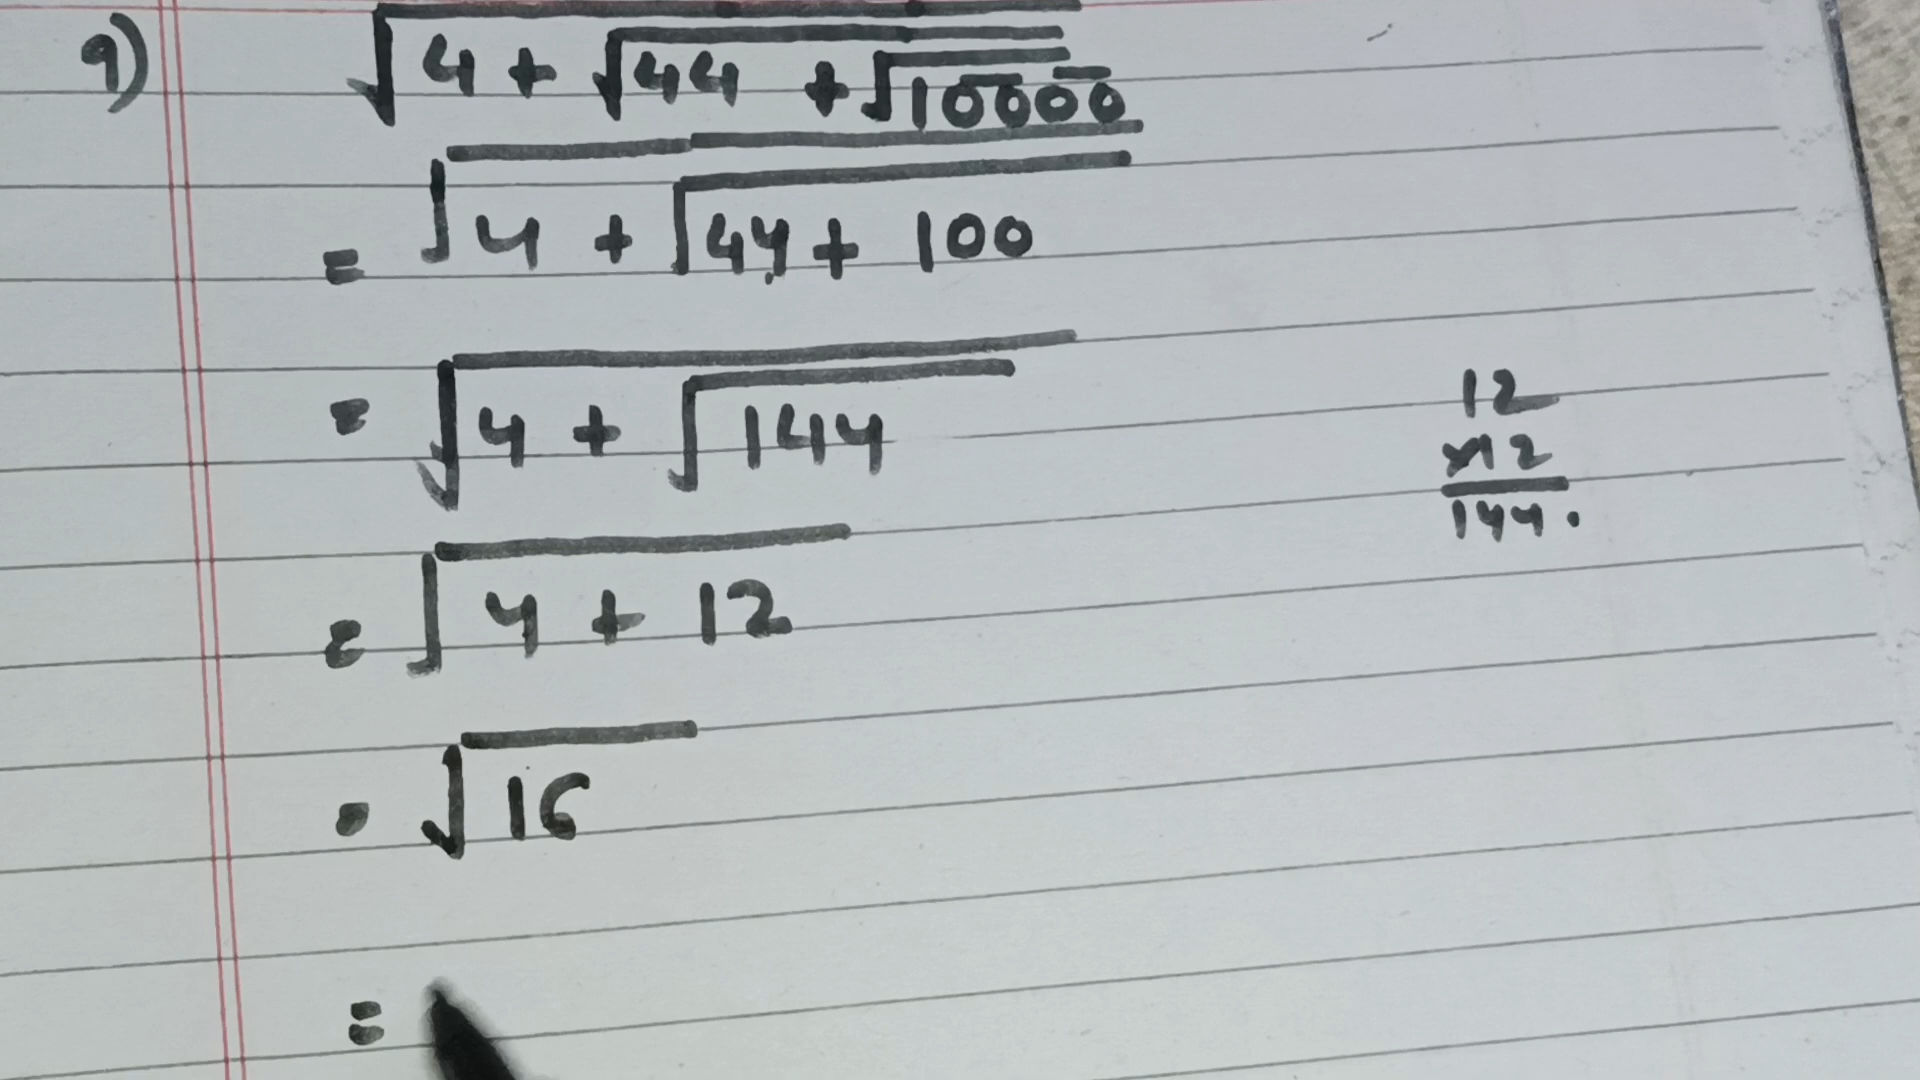 9) √4 + √44 + √10000
= √4 + √44 + 100
= √4 + √144
12
×12
144.
= √4 + 12
= √16
=